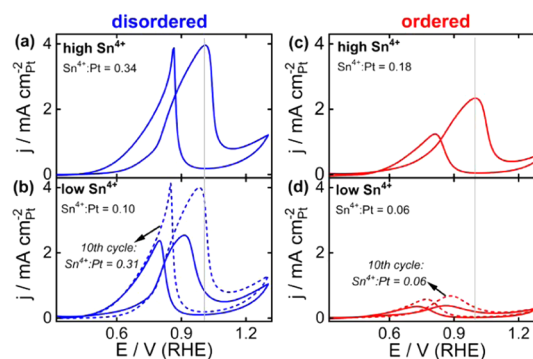 disordered
ordered
(a)
high Sn⁴⁺
Sn⁴⁺:Pt = 0.34
(c)
high Sn⁴⁺
Sn⁴⁺:Pt = 0.18
4
2
0
j / mA cm⁻²Pt
4
2
0
j / mA cm⁻²Pt
(b)
low Sn⁴⁺
Sn⁴⁺:Pt = 0.10
10th cycle:
Sn⁴⁺:Pt = 0.31
(d)
low Sn⁴⁺
Sn⁴⁺:Pt = 0.06
10th cycle:
Sn⁴⁺:Pt = 0.06
4
2
0
j / mA cm⁻²Pt
4
2
0
j / mA cm⁻²Pt
0.6 0.9 1.2
E / V (RHE)
0.6 0.9 1.2
E / V (RHE)